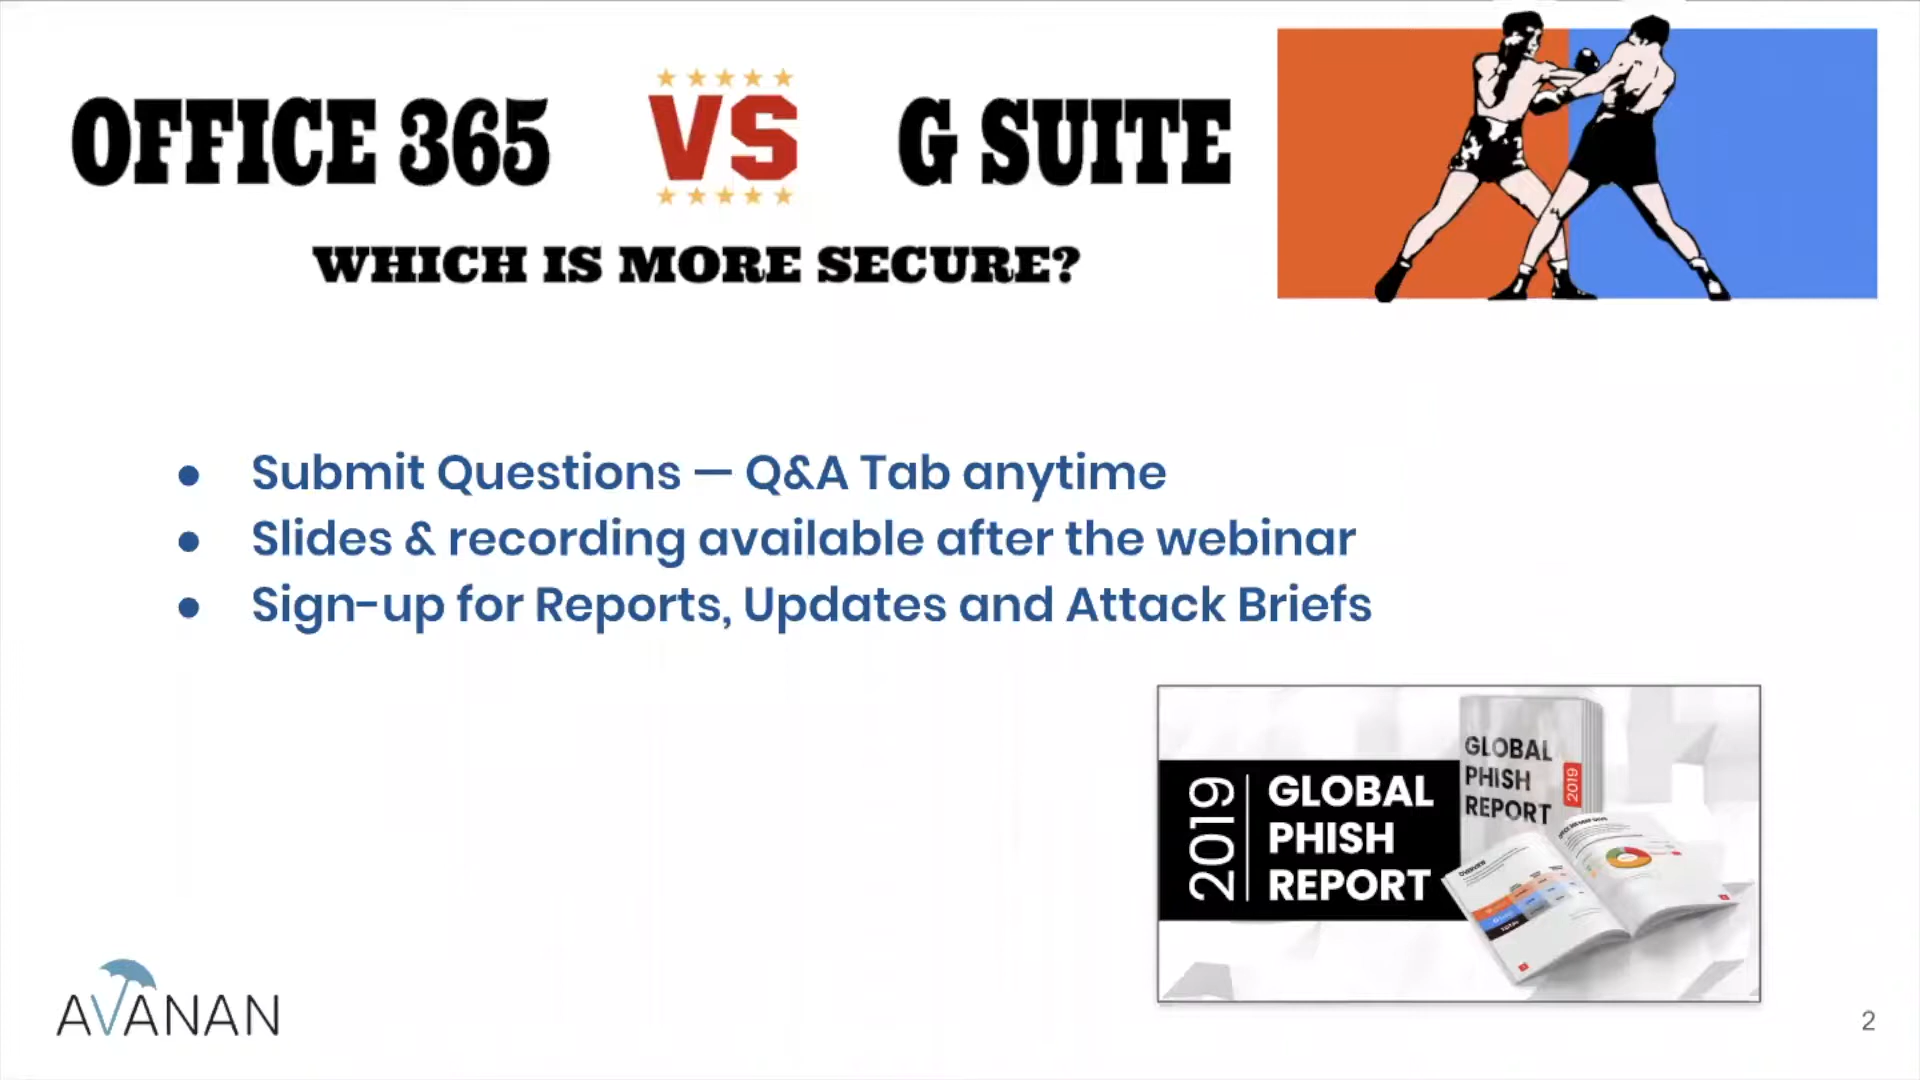 OFFICE 365 VS G SUITE
WHICH IS MORE SECURE?
● Submit Questions — Q&A Tab anytime
● Slides & recording available after the webinar
● Sign-up for Reports, Updates and Attack Briefs
2019
GLOBAL
PHISH
REPORT
GLOBAL
PHISH
REPORT
2019
AVANAN
2